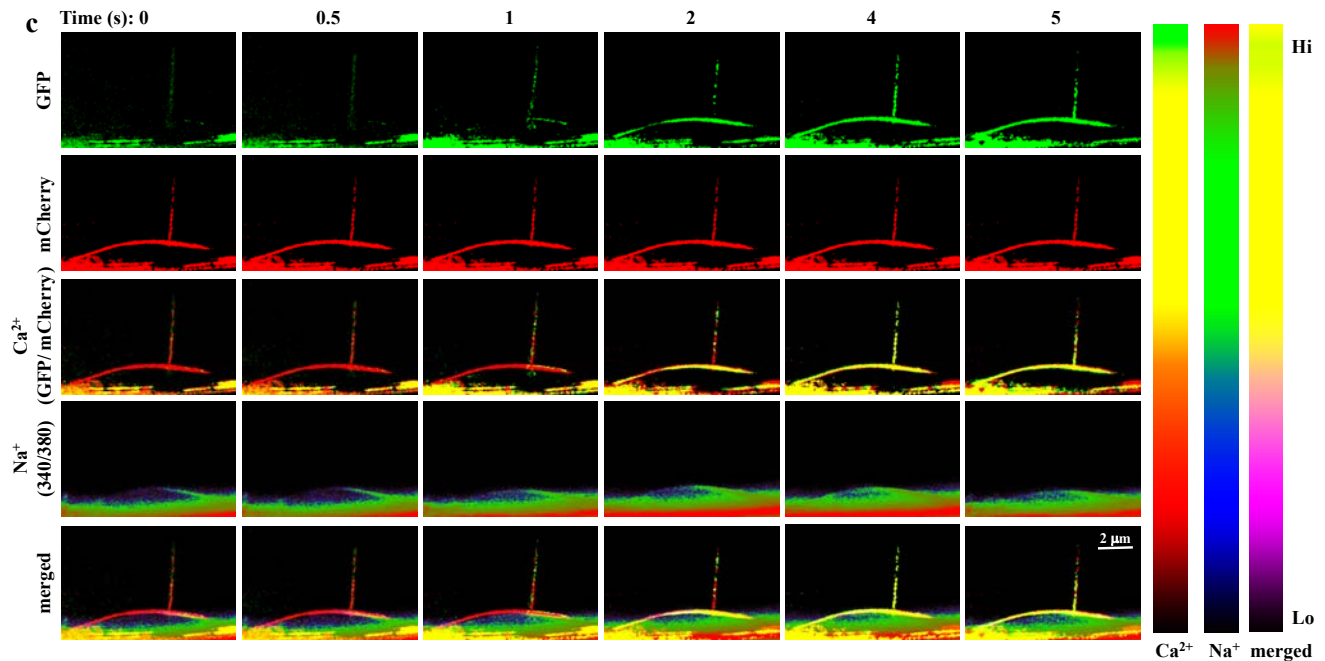 c
Time (s): 0 0.5 1 2 4 5
GFP
mCherry
Ca²⁺
(GFP/mCherry)
Na⁺
(340/380)
merged
2 μm
Hi
Lo
Ca²⁺ Na⁺ merged